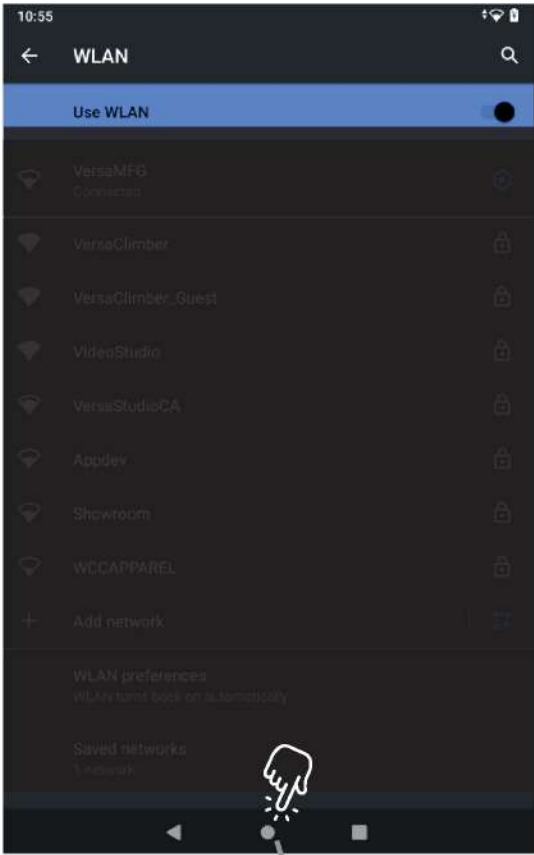 10:55
WLAN
Use WLAN
VersaMFG
Connected
VersaClimber
VersaClimber_Guest
VideoStudio
VersaStudioCA
Appdev
Showroom
WCCAPPAREL
Add network
WLAN preferences
WLAN turns back on automatically
Saved networks
1 network